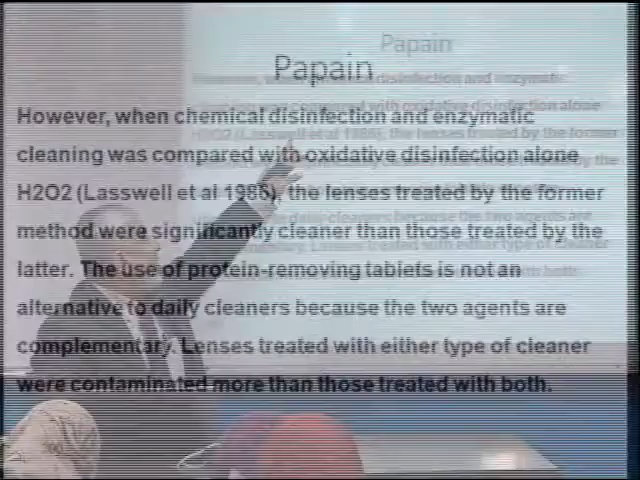 Papain
However, when chemical disinfection and enzymatic
cleaning was compared with oxidative disinfection alone
H2O2 (Lasswell et al 1986), the lenses treated by the former
method were significantly cleaner than those treated by the
latter. The use of protein-removing tablets is not an
alternative to daily cleaners because the two agents are
complementary. Lenses treated with either type of cleaner
were contaminated more than those treated with both.